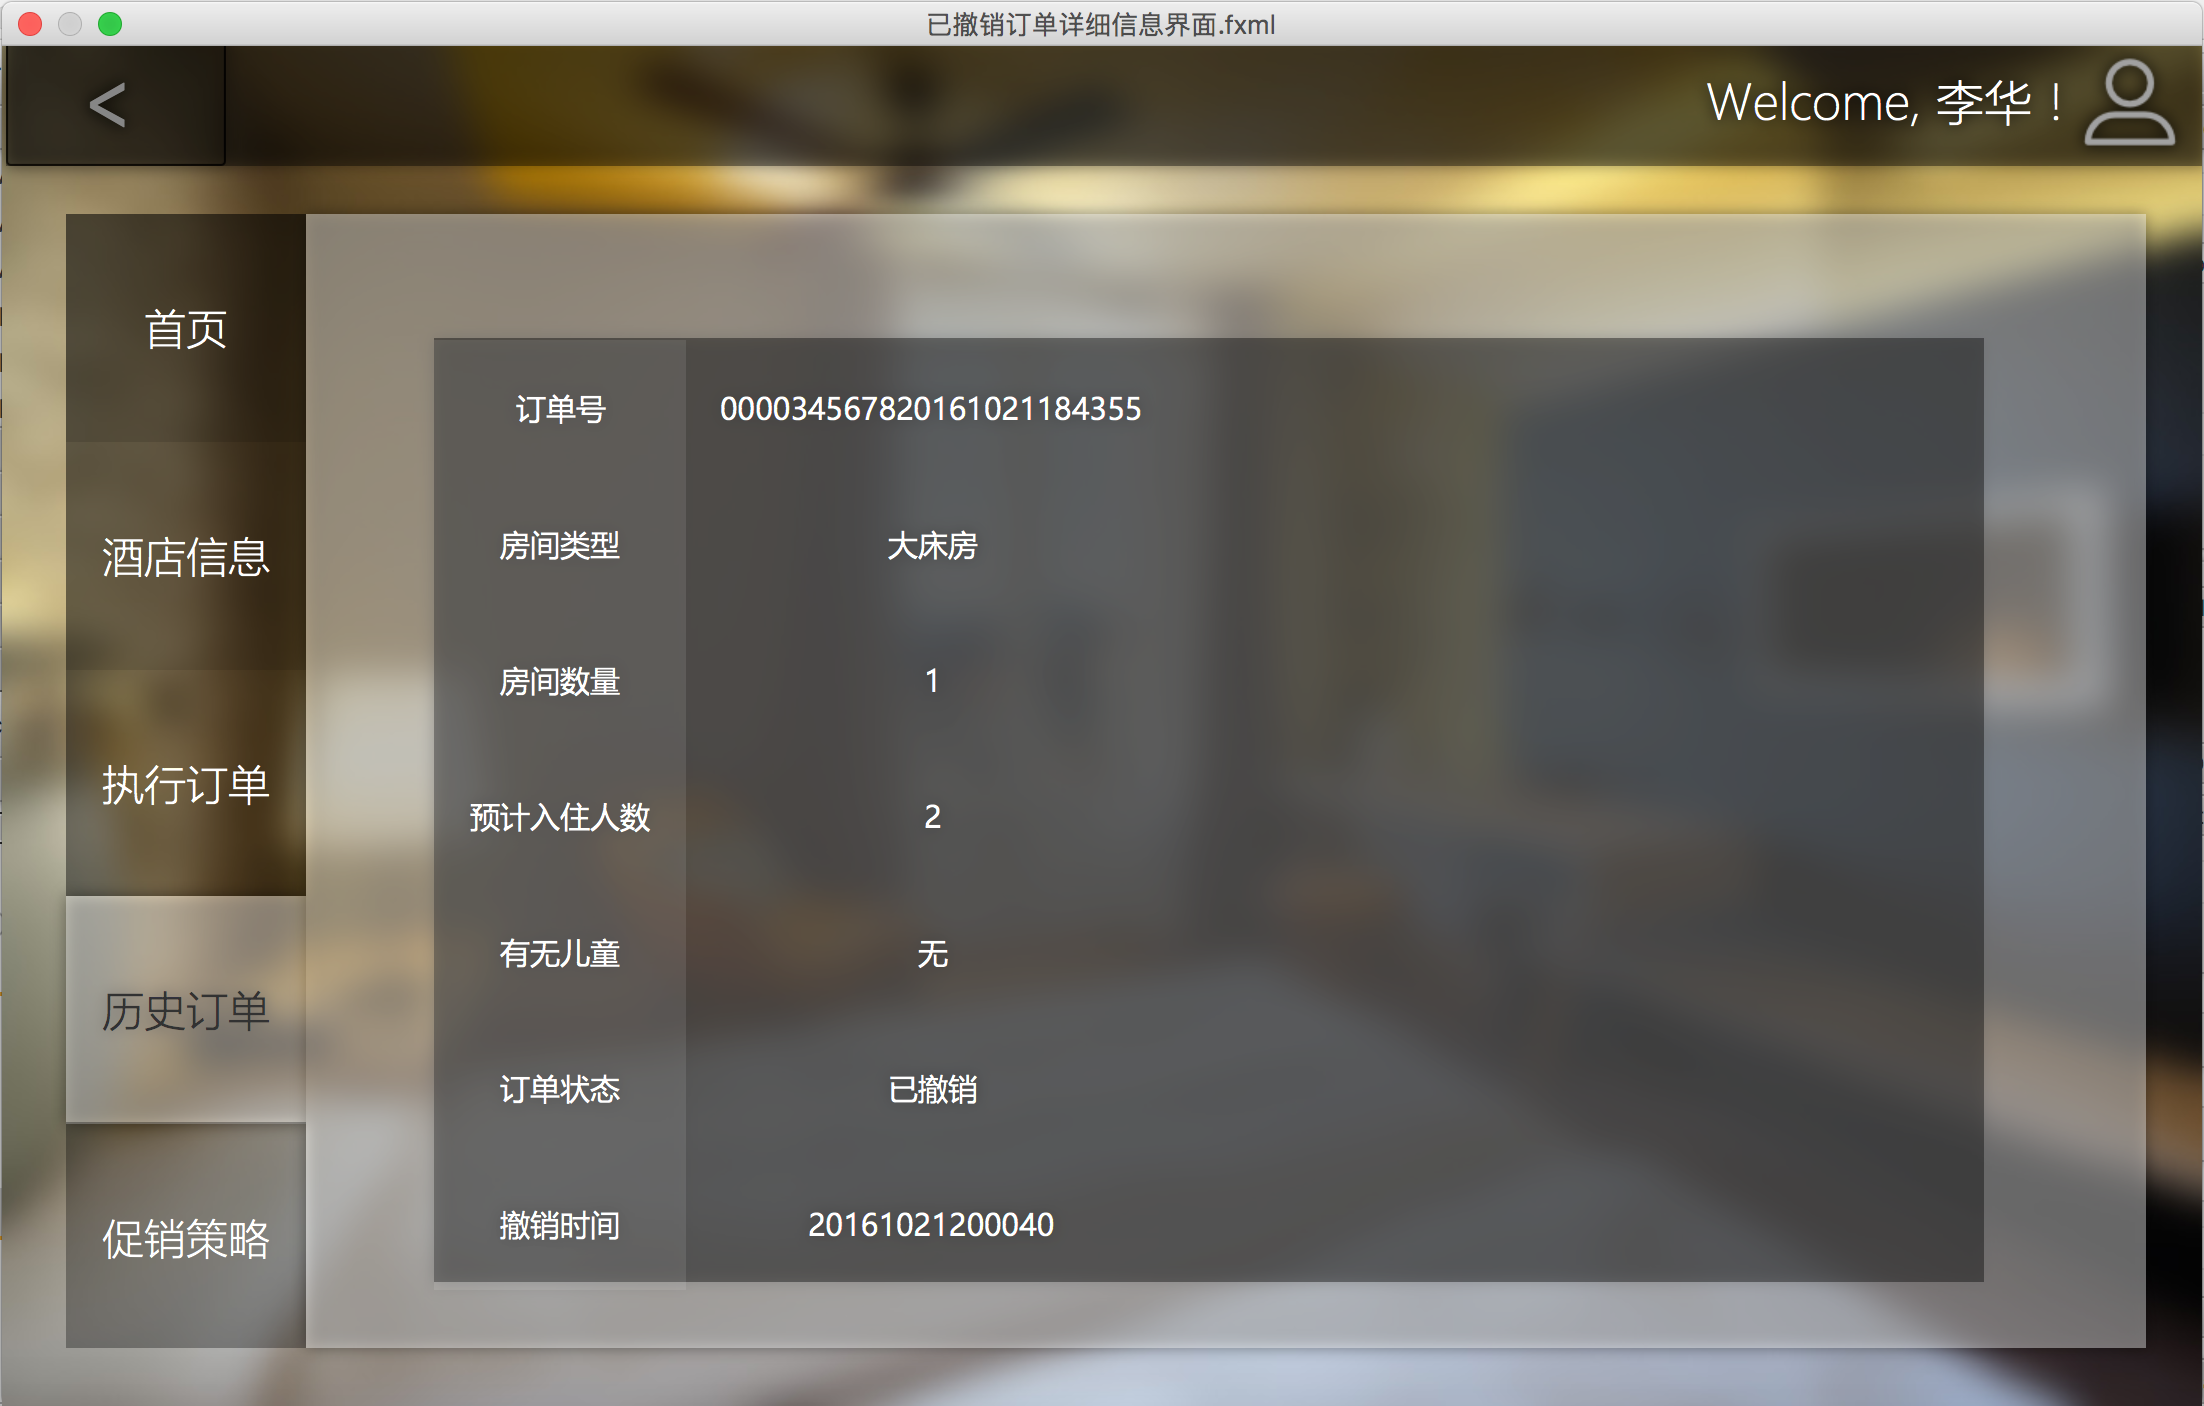 已撤销订单详细信息界面.fxml
<
Welcome, 李华！
首页
酒店信息
执行订单
历史订单
促销策略
订单号 000034567820161021184355
房间类型 大床房
房间数量 1
预计入住人数 2
有无儿童 无
订单状态 已撤销
撤销时间 20161021200040